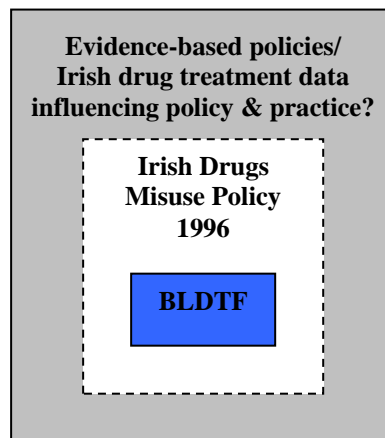 Evidence-based policies/
Irish drug treatment data
influencing policy & practice?
Irish Drugs
Misuse Policy
1996
BLDTF